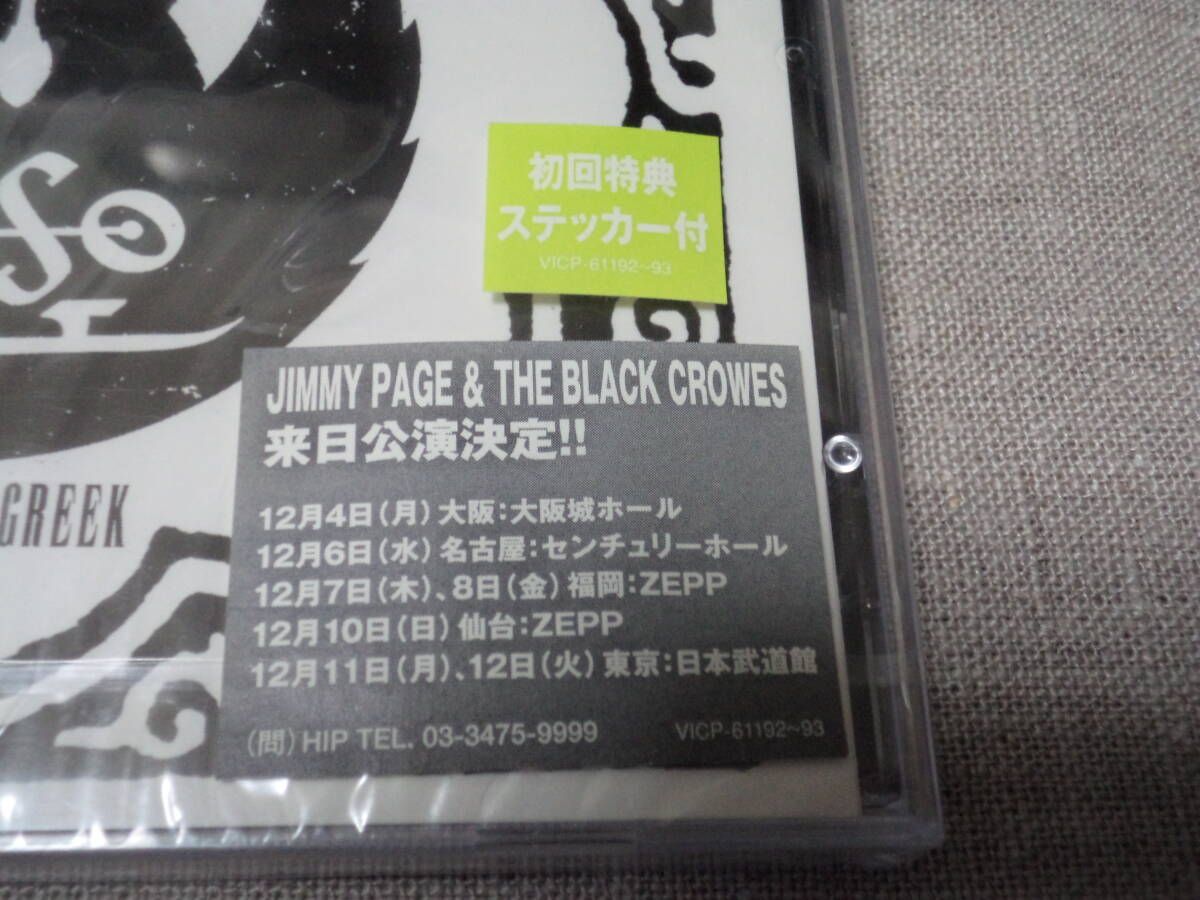 初回特典
ステッカー付
VICP-61192~93
SO
JIMMY PAGE & THE BLACK CROWES
来日公演決定!!
GREEK
12月4日(月)大阪:大阪城ホール
12月6日(水)名古屋:センチュリーホール
12月7日(木)、8日(金)福岡:ZEPP
12月10日(日)仙台:ZEPP
12月11日(月)、12日(火)東京:日本武道館
(問)HIP TEL. 03-3475-9999 VICP-61192~93